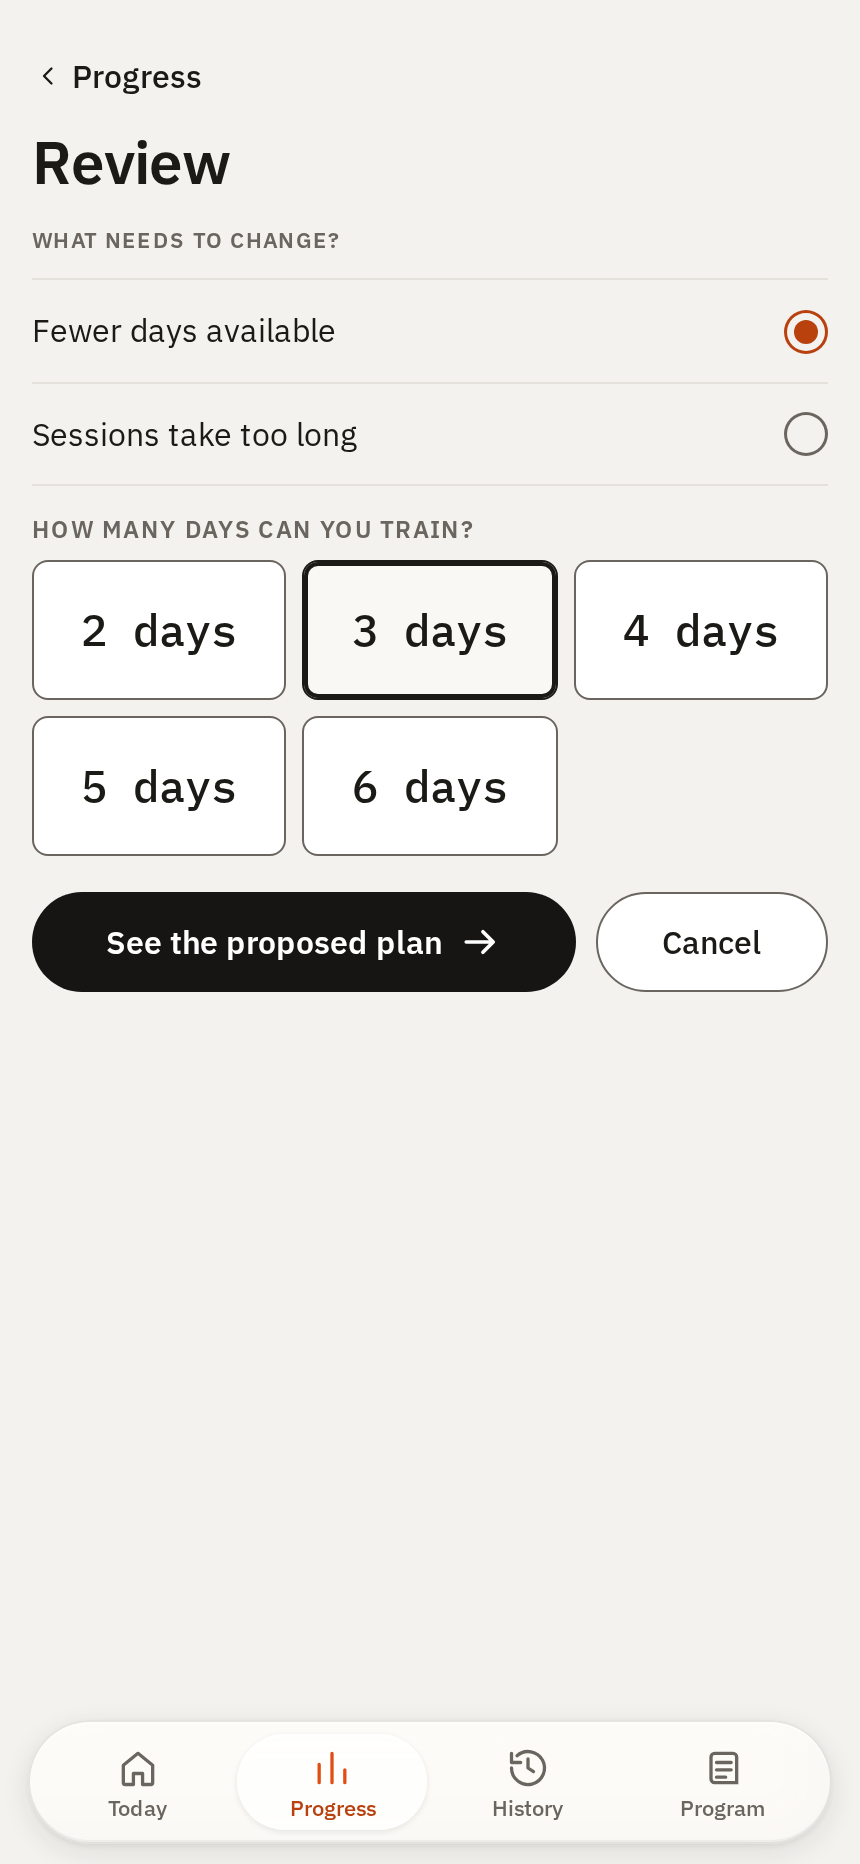 Progress
Review
WHAT NEEDS TO CHANGE?
Fewer days available
Sessions take too long
HOW MANY DAYS CAN YOU TRAIN?
2 days
3 days
4 days
5 days
6 days
See the proposed plan
Cancel
Today
Progress
History
Program